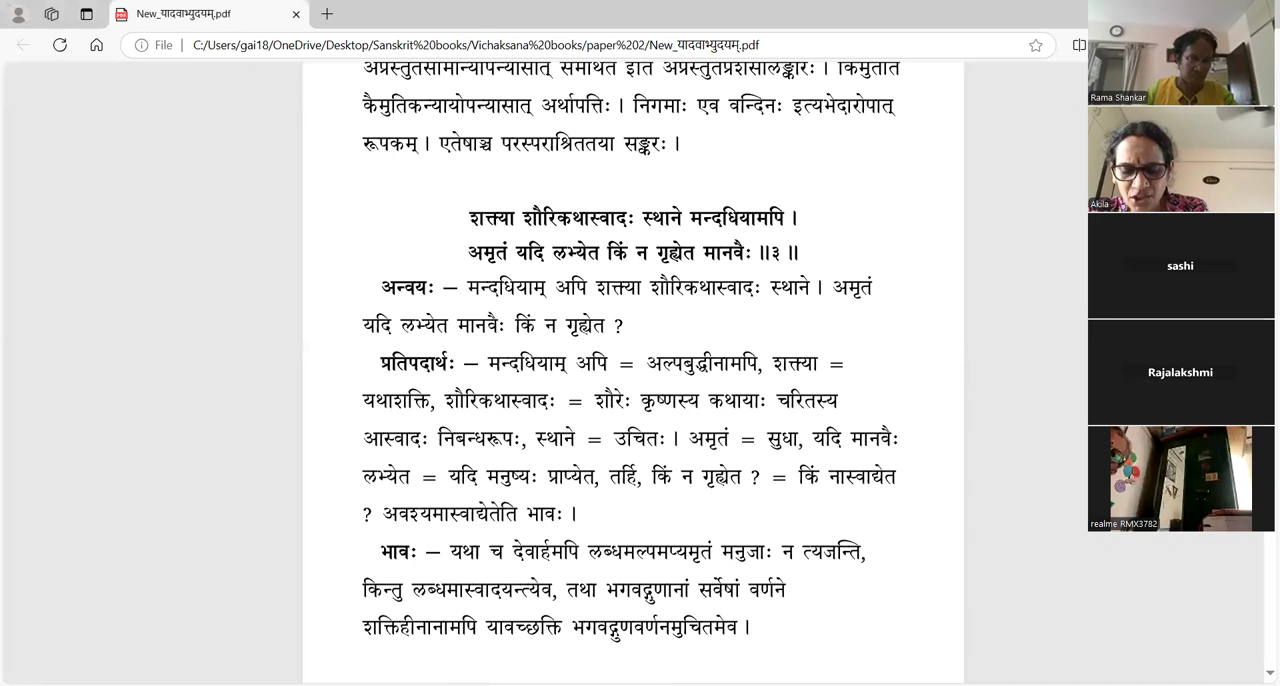 New_यादवाभ्युदयम्.pdf
File
C:/Users/gai18/OneDrive/Desktop/Sanskrit%20books/Vichaksana%20books/paper%202/New_यादवाभ्युदयम्.pdf
अप्रस्तुतसामान्योपन्यासात् समर्थित इति अप्रस्तुतप्रशंसालङ्कारः । किमुतेति
कैमुतिकन्यायोपन्यासात् अर्थापत्तिः । निगमाः एव वन्दिनः इत्यभेदारोपात्
रूपकम् । एतेषाञ्च परस्पराश्रिततया सङ्करः ।
शक्त्या शौरिकथास्वादः स्थाने मन्दधियामपि ।
अमृतं यदि लभ्येत किं न गृह्येत मानवैः ॥३ ॥
अन्वयः – मन्दधियाम् अपि शक्त्या शौरिकथास्वादः स्थाने । अमृतं
यदि लभ्येत मानवैः किं न गृह्येत ?
प्रतिपदार्थः – मन्दधियाम् अपि = अल्पबुद्धीनामपि, शक्त्या =
यथाशक्ति, शौरिकथास्वादः = शौरेः कृष्णस्य कथायाः चरितस्य
आस्वादः निबन्धरूपः, स्थाने = उचितः । अमृतं = सुधा, यदि मानवैः
लभ्येत = यदि मनुष्यः प्राप्येत, तर्हि, किं न गृह्येत ? = किं नास्वाद्येत
? अवश्यमास्वाद्येतेति भावः ।
भावः – यथा च देवार्हमपि लब्धमल्पमप्यमृतं मनुजाः न त्यजन्ति,
किन्तु लब्धमास्वादयन्त्येव, तथा भगवद्गुणानां सर्वेषां वर्णने
शक्तिहीनानामपि यावच्छक्ति भगवद्गुणवर्णनमुचितमेव ।
Rama Shankar
Akila
sashi
Rajalakshmi
realme RMX3782